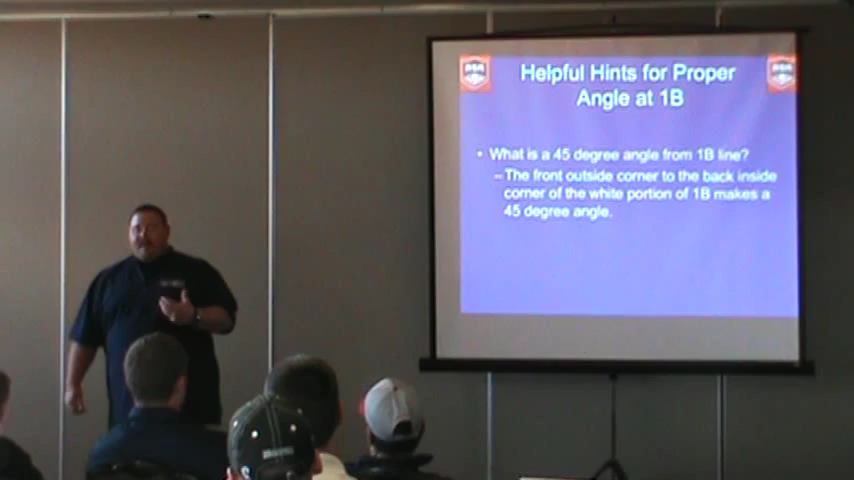 Helpful Hints for Proper
Angle at 1B
• What is a 45 degree angle from 1B line?
–The front outside corner to the back inside
corner of the white portion of 1B makes a
45 degree angle.